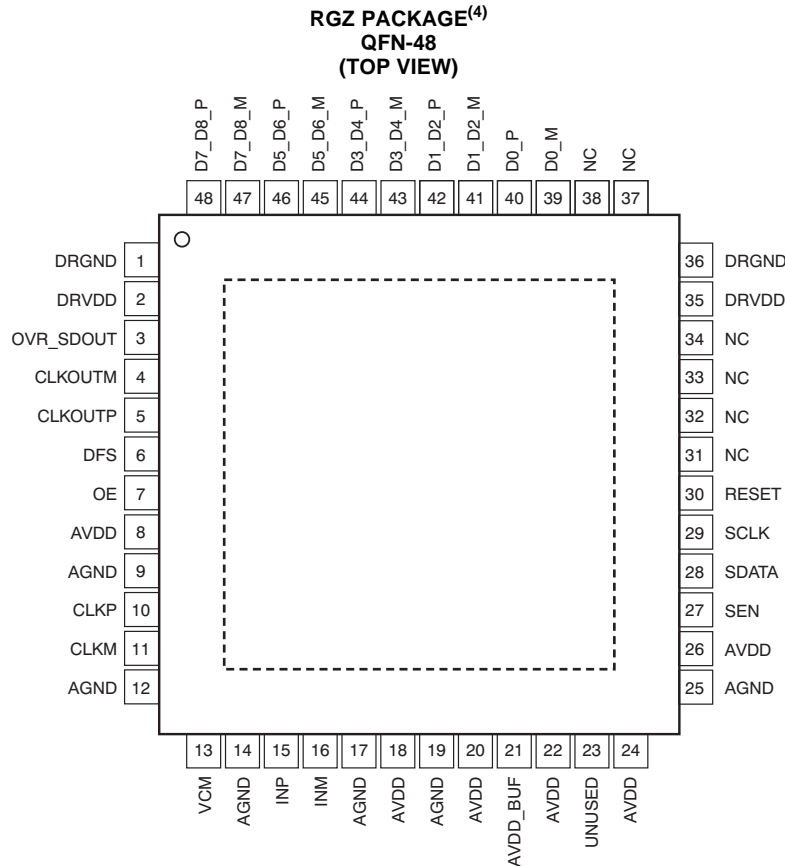 RGZ PACKAGE(4)
QFN-48
(TOP VIEW)
D7_D8_P
D7_D8_M
D5_D6_P
D5_D6_M
D3_D4_P
D3_D4_M
D1_D2_P
D1_D2_M
D0_P
D0_M
NC
NC
48 47 46 45 44 43 42 41 40 39 38 37
DRGND 1
DRVDD 2
OVR_SDOUT 3
CLKOUTM 4
CLKOUTP 5
DFS 6
OE 7
AVDD 8
AGND 9
CLKP 10
CLKM 11
AGND 12
36 DRGND
35 DRVDD
34 NC
33 NC
32 NC
31 NC
30 RESET
29 SCLK
28 SDATA
27 SEN
26 AVDD
25 AGND
13 14 15 16 17 18 19 20 21 22 23 24
VCM
AGND
INP
INM
AGND
AVDD
AGND
AVDD
AVDD_BUF
AVDD
UNUSED
AVDD